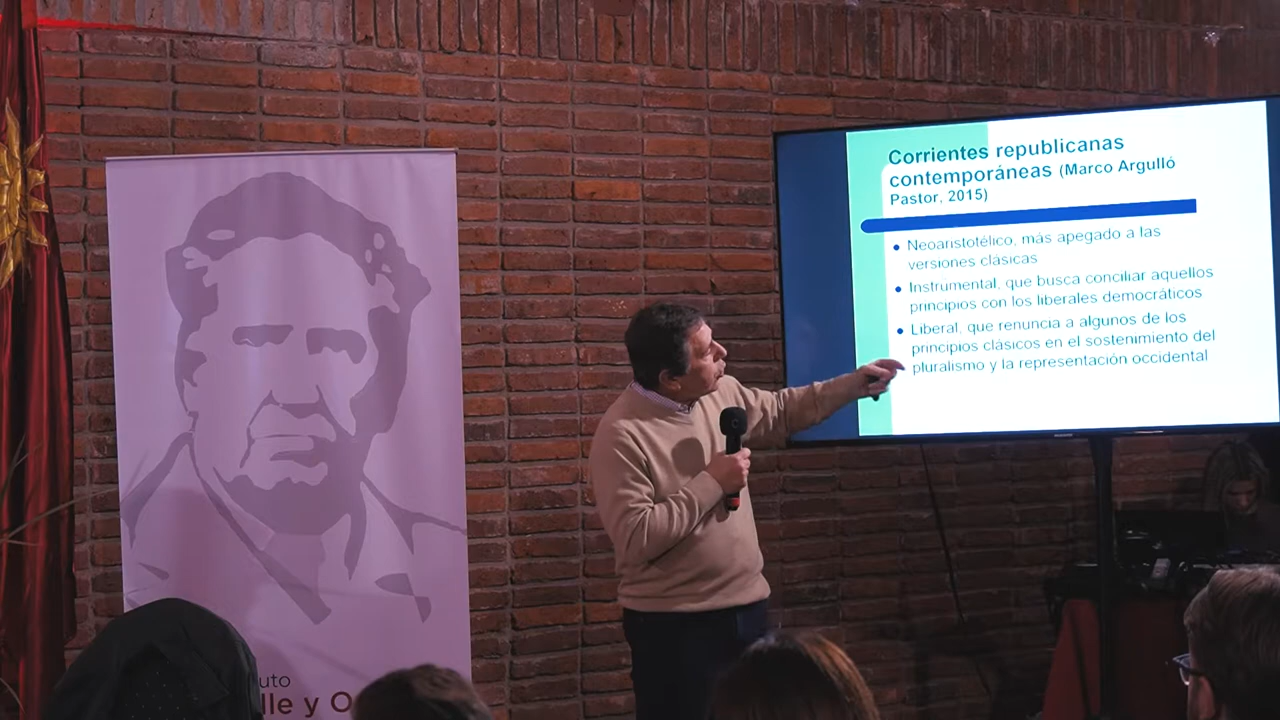 Corrientes republicanas
contemporáneas (Marco Argulló
Pastor, 2015)
Neoaristotélico, más apegado a las
versiones clásicas
Instrumental, que busca conciliar aquellos
principios con los liberales democráticos
Liberal, que renuncia a algunos de los
principios clásicos en el sostenimiento del
pluralismo y la representación occidental
uto
lle y O